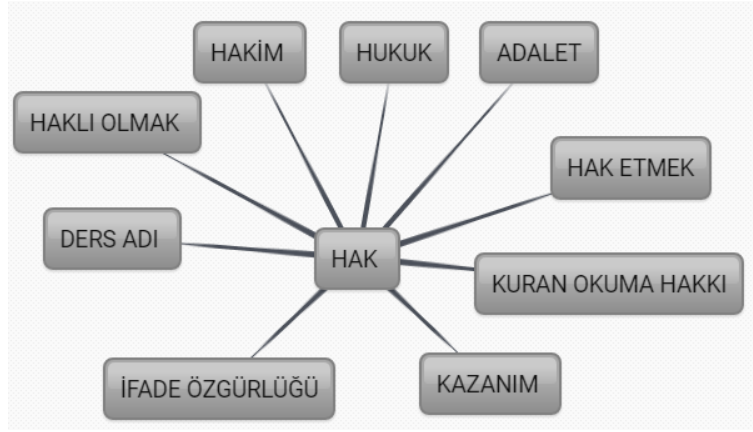 HAKİM
HUKUK
ADALET
HAKLI OLMAK
HAK ETMEK
DERS ADI
HAK
KURAN OKUMA HAKKI
İFADE ÖZGÜRLÜĞÜ
KAZANIM